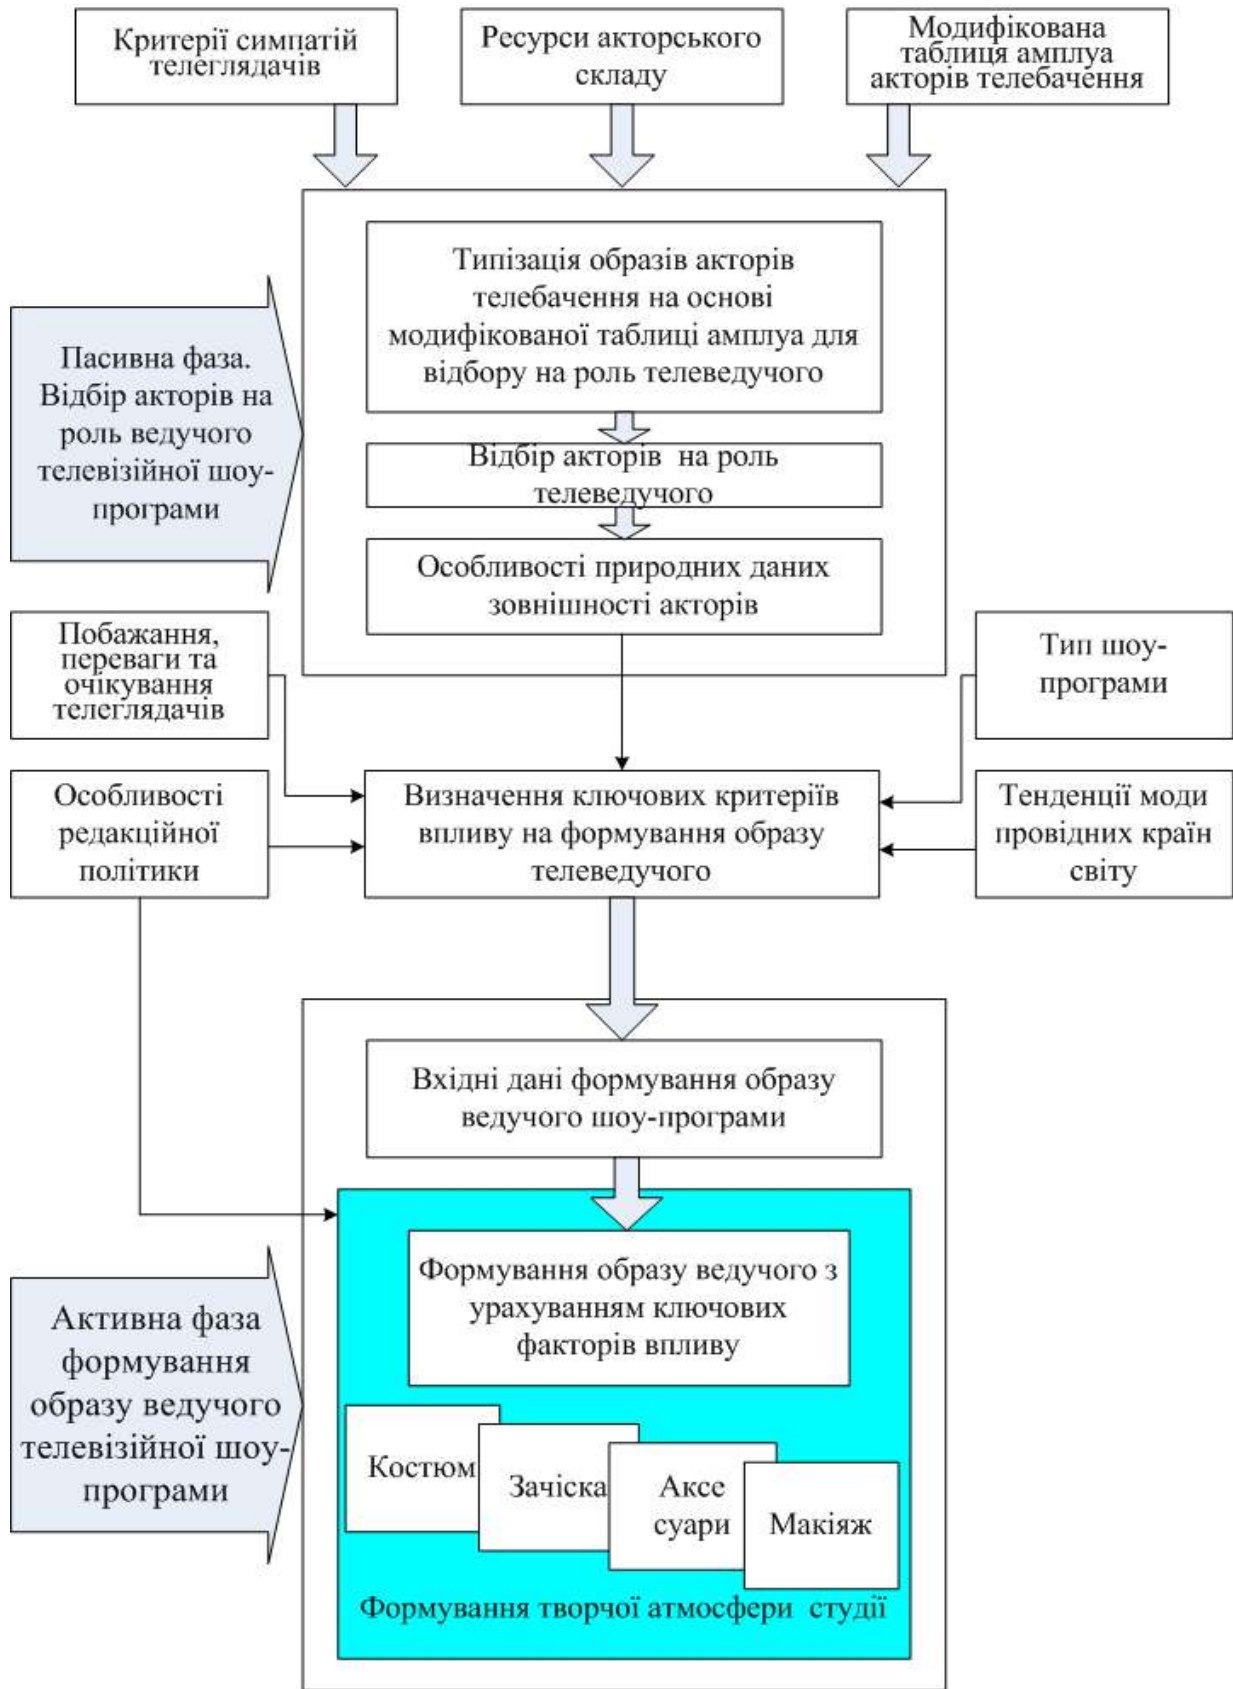 Критерії симпатій
телеглядачів
Ресурси акторського
складу
Модифікована
таблиця амплуа
акторів телебачення
Типізація образів акторів
телебачення на основі
модифікованої таблиці амплуа для
відбору на роль телеведучого
Пасивна фаза.
Відбір акторів на
роль ведучого
телевізійної шоу-
програми
Відбір акторів на роль
телеведучого
Особливості природних даних
зовнішності акторів
Побажання,
переваги та
очікування
телеглядачів
Тип шоу-
програми
Особливості
редакційної
політики
Визначення ключових критеріїв
впливу на формування образу
телеведучого
Тенденції моди
провідних країн
світу
Вхідні дані формування образу
ведучого шоу-програми
Формування образу ведучого з
урахуванням ключових
факторів впливу
Активна фаза
формування
образу ведучого
телевізійної шоу-
програми
Костюм
Зачіска
Аксе
суари
Макіяж
Формування творчої атмосфери студії